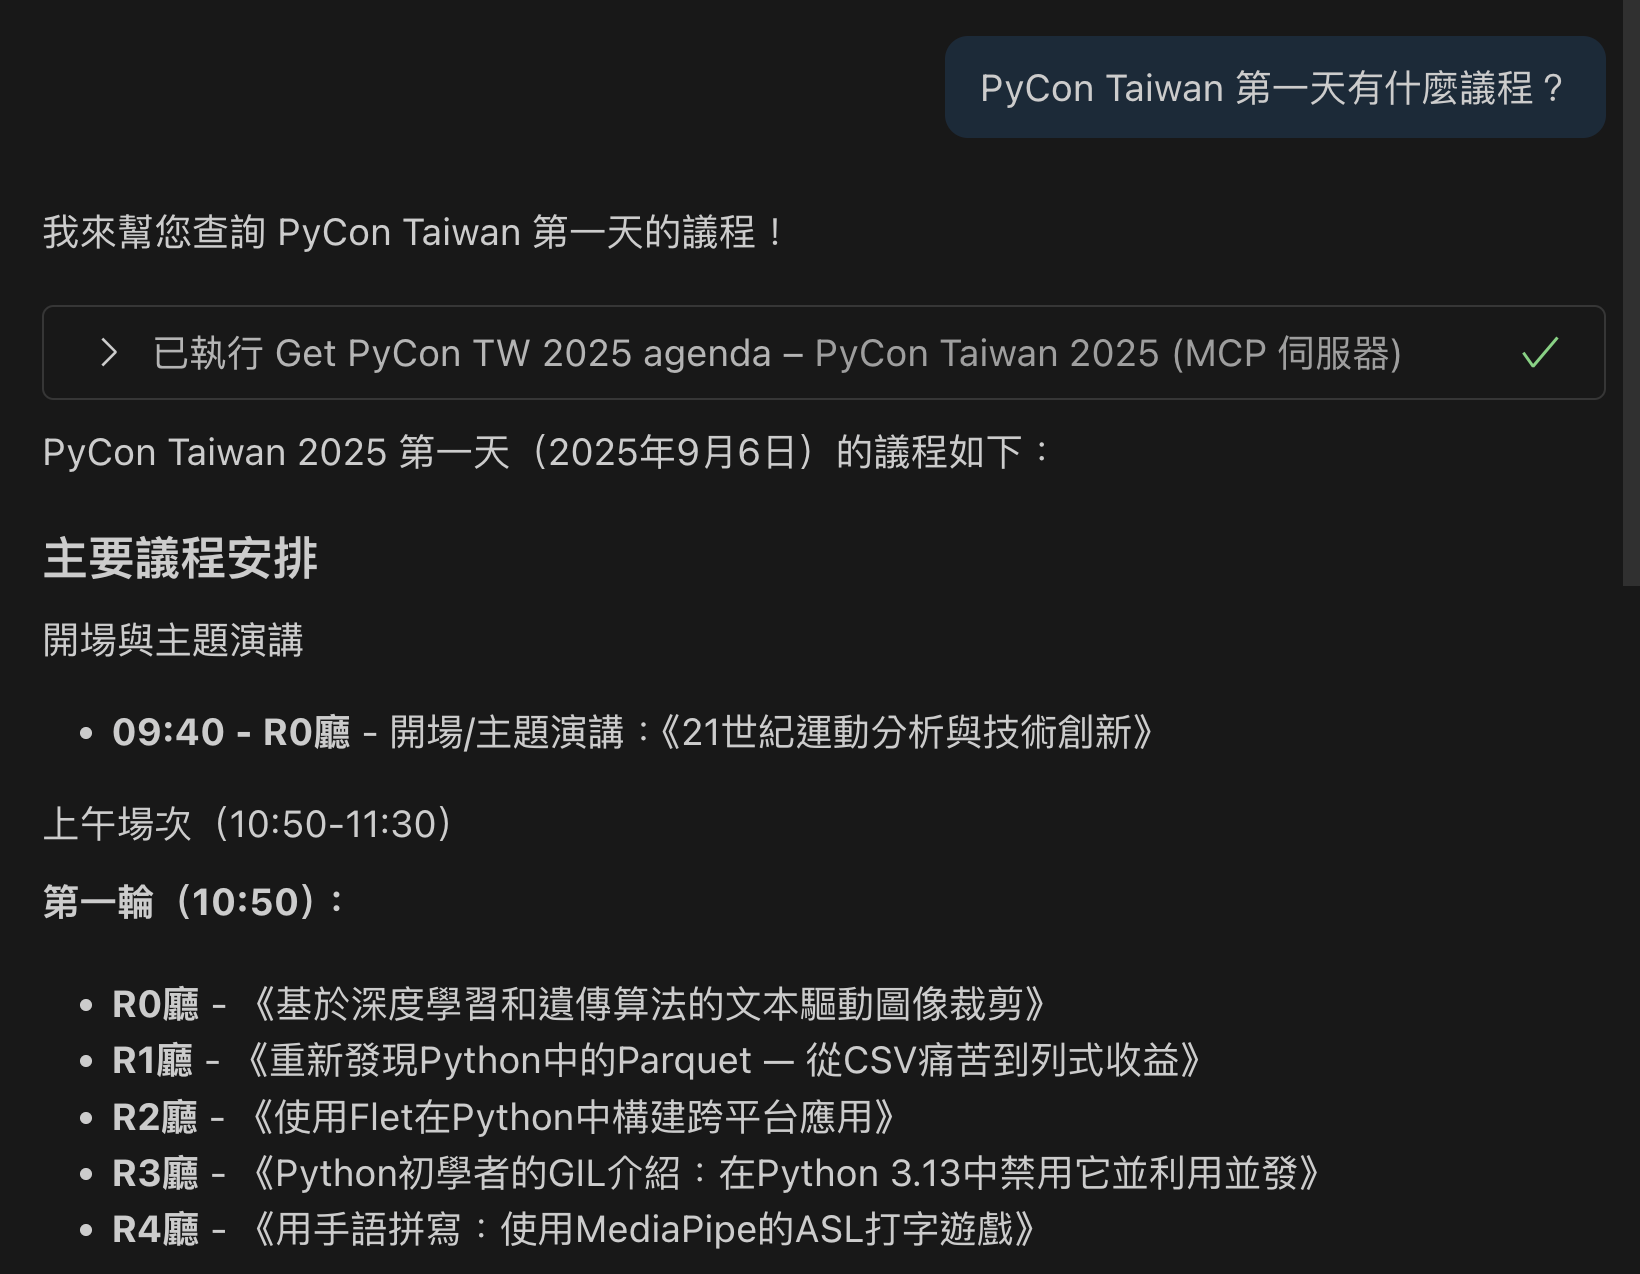 PyCon Taiwan 第一天有什麼議程？
我來幫您查詢 PyCon Taiwan 第一天的議程！
已執行 Get PyCon TW 2025 agenda – PyCon Taiwan 2025 (MCP 伺服器)
PyCon Taiwan 2025 第一天（2025年9月6日）的議程如下：
主要議程安排
開場與主題演講
• 09:40 - R0廳 - 開場/主題演講：《21世紀運動分析與技術創新》
上午場次（10:50-11:30）
第一輪（10:50）：
• R0廳 - 《基於深度學習和遺傳算法的文本驅動圖像裁剪》
• R1廳 - 《重新發現Python中的Parquet — 從CSV痛苦到列式收益》
• R2廳 - 《使用Flet在Python中構建跨平台應用》
• R3廳 - 《Python初學者的GIL介紹：在Python 3.13中禁用它並利用並發》
• R4廳 - 《用手語拼寫：使用MediaPipe的ASL打字遊戲》